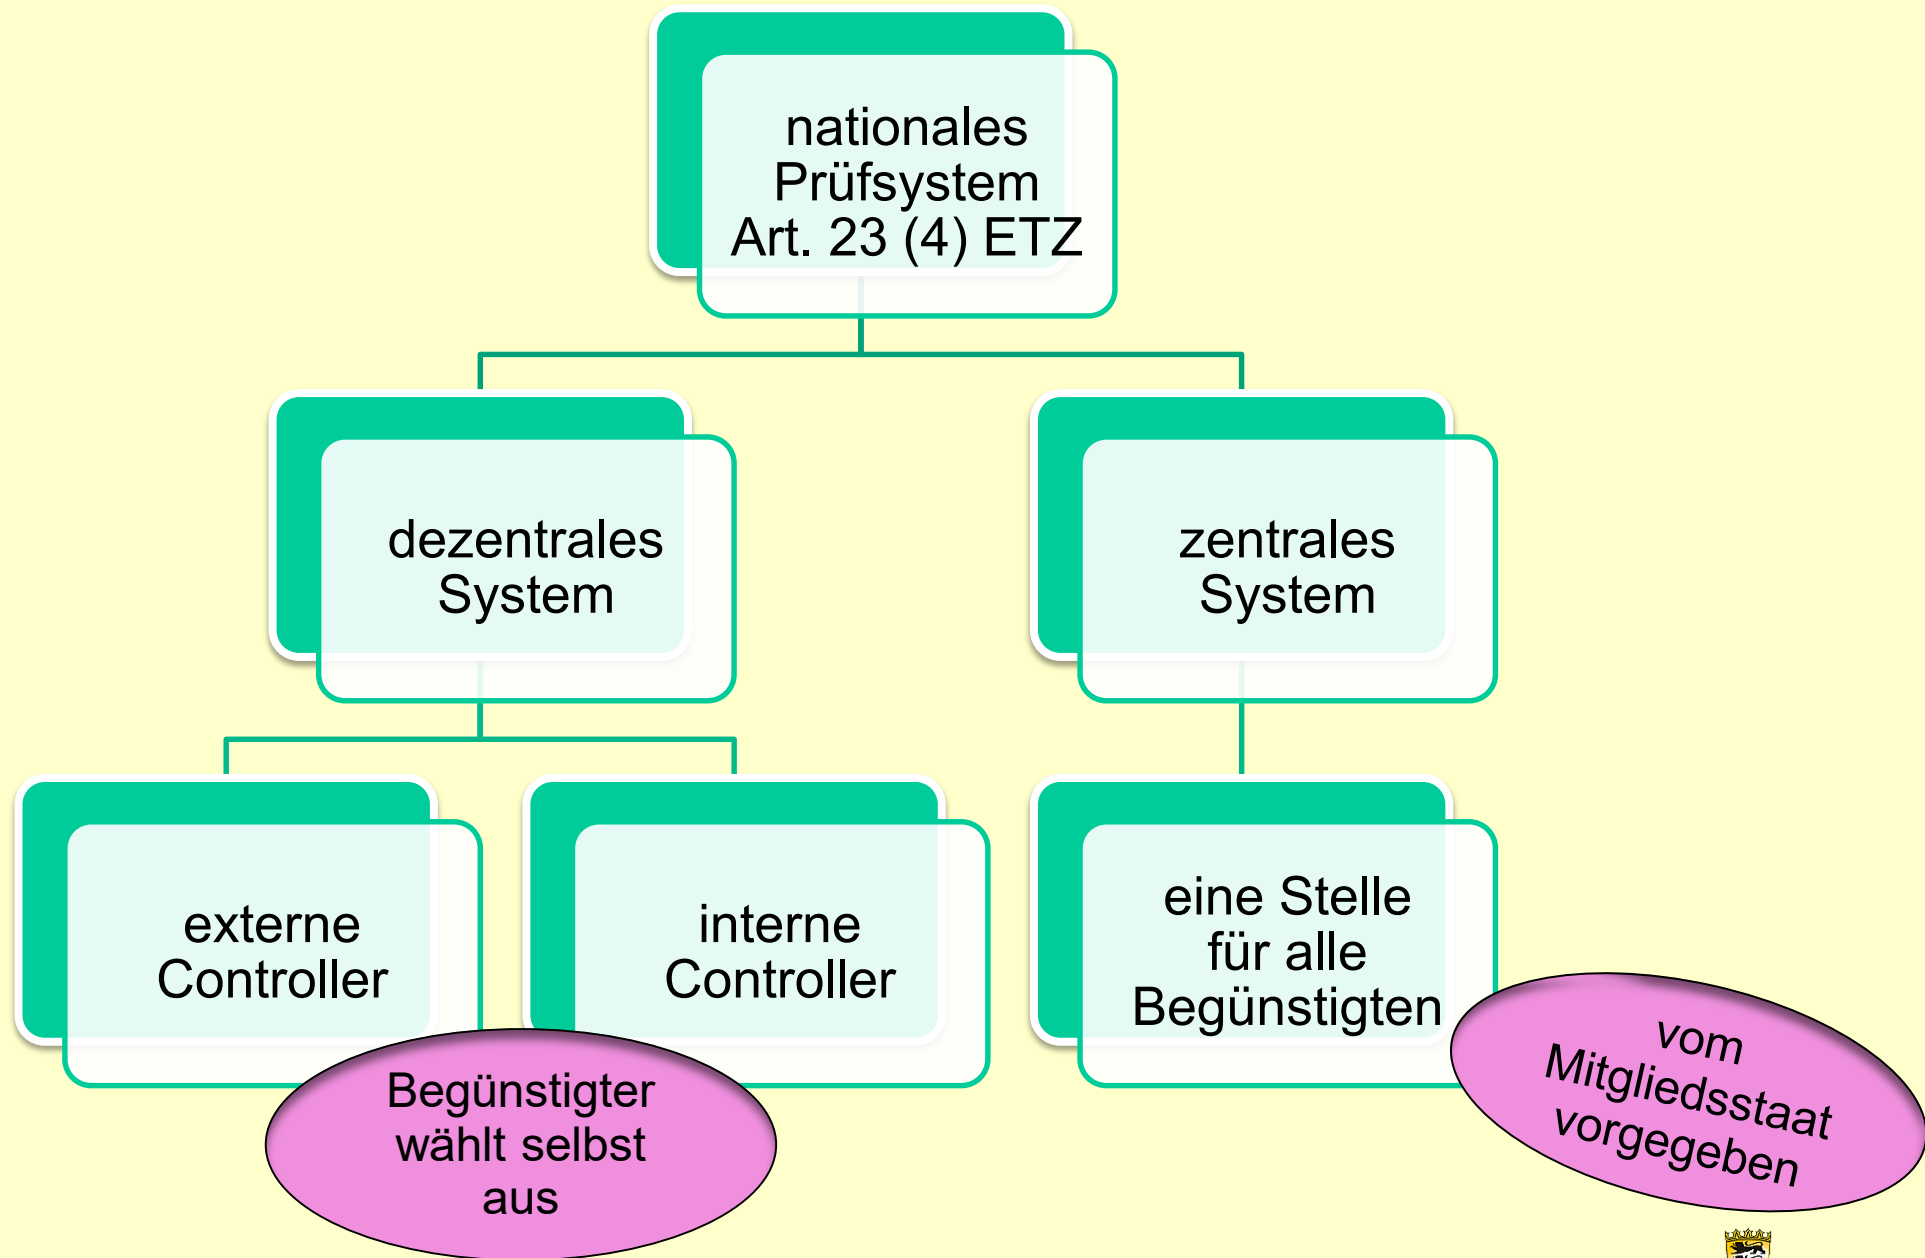 nationales
Prüfsystem
Art. 23 (4) ETZ
dezentrales
System
zentrales
System
externe
Controller
interne
Controller
eine Stelle
für alle
Begünstigten
Begünstigter
wählt selbst
aus
vom
Mitgliedsstaat
vorgegeben